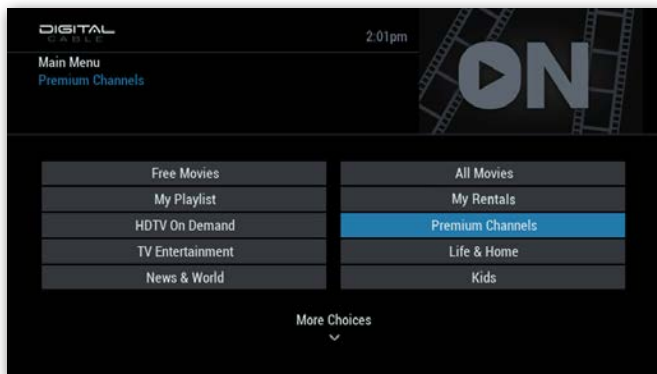 DIGITAL
CABLE
2:01pm
ON
Main Menu
Premium Channels
Free Movies
All Movies
My Playlist
My Rentals
HDTV On Demand
Premium Channels
TV Entertainment
Life & Home
News & World
Kids
More Choices